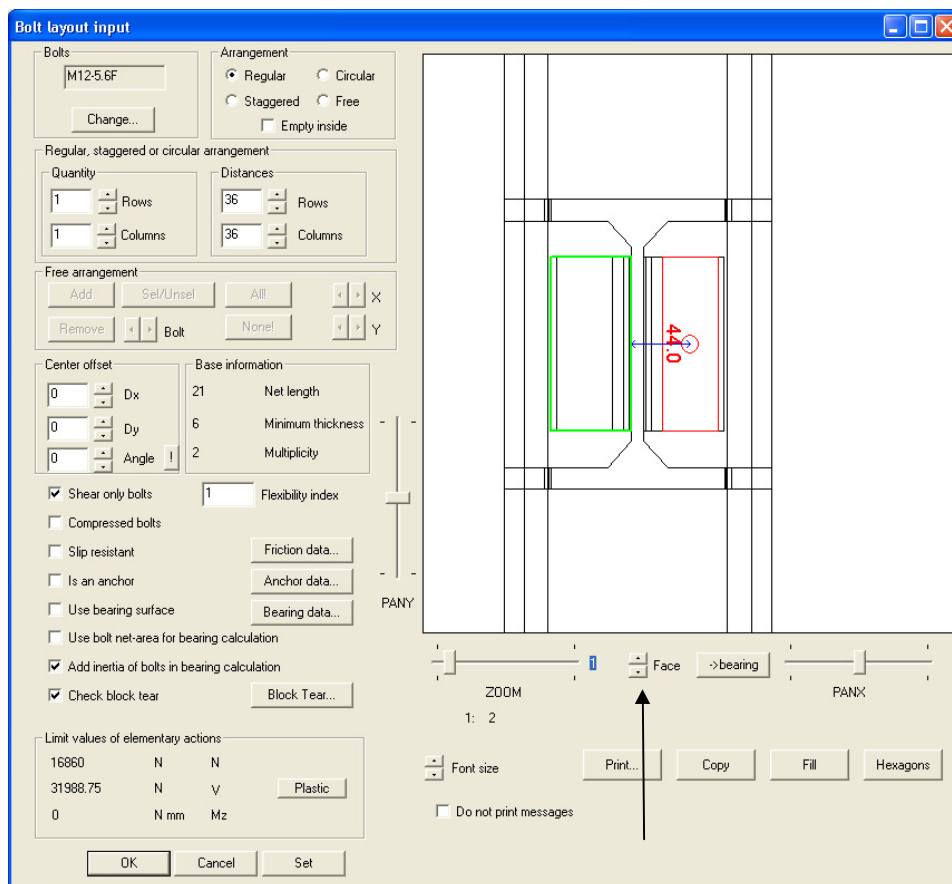 Bolt layout input
Bolts
M12-5.6F
Change...
Arrangement
Regular
Circular
Staggered
Free
Empty inside
Regular, staggered or circular arrangement
Quantity
1
Rows
1
Columns
Distances
36
Rows
36
Columns
Free arrangement
Add
Sel/Unsel
All!
X
Remove
Bolt
None!
Y
Center offset
0
Dx
0
Dy
0
Angle
!
Base information
21
Net length
6
Minimum thickness
2
Multiplicity
Shear only bolts
1
Flexibility index
Compressed bolts
Slip resistant
Friction data...
Is an anchor
Anchor data...
Use bearing surface
Bearing data...
Use bolt net-area for bearing calculation
Add inertia of bolts in bearing calculation
Check block tear
Block Tear...
PANY
44.0
1
Face
->bearing
ZOOM
PANX
1: 2
Limit values of elementary actions
16860 N N
31988.75 N V
0 N mm Mz
Plastic
Font size
Print...
Copy
Fill
Hexagons
Do not print messages
OK
Cancel
Set